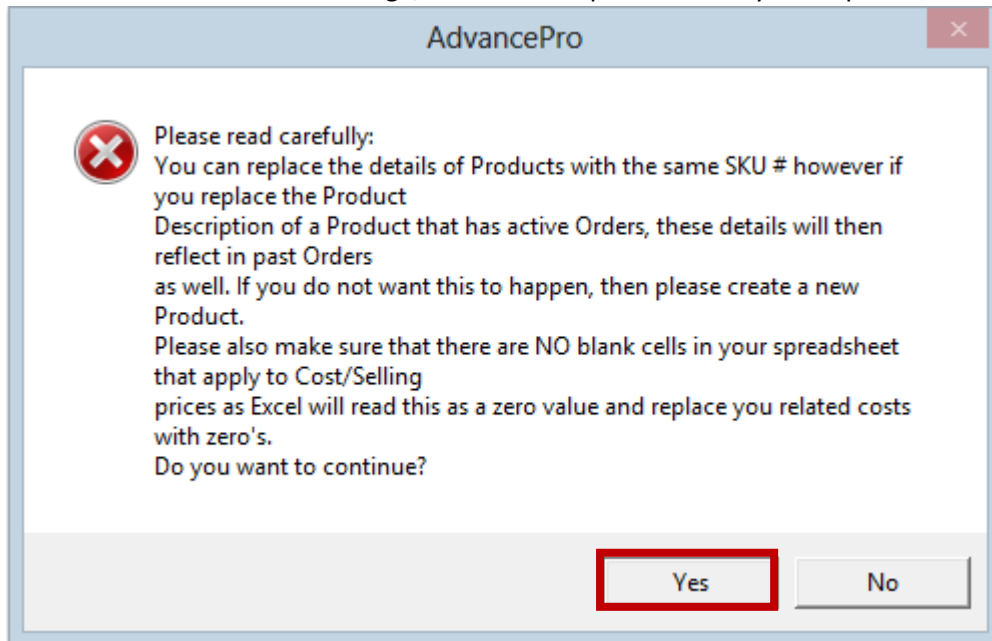 AdvancePro
Please read carefully:
You can replace the details of Products with the same SKU # however if
you replace the Product
Description of a Product that has active Orders, these details will then
reflect in past Orders
as well. If you do not want this to happen, then please create a new
Product.
Please also make sure that there are NO blank cells in your spreadsheet
that apply to Cost/Selling
prices as Excel will read this as a zero value and replace you related costs
with zero's.
Do you want to continue?
Yes
No